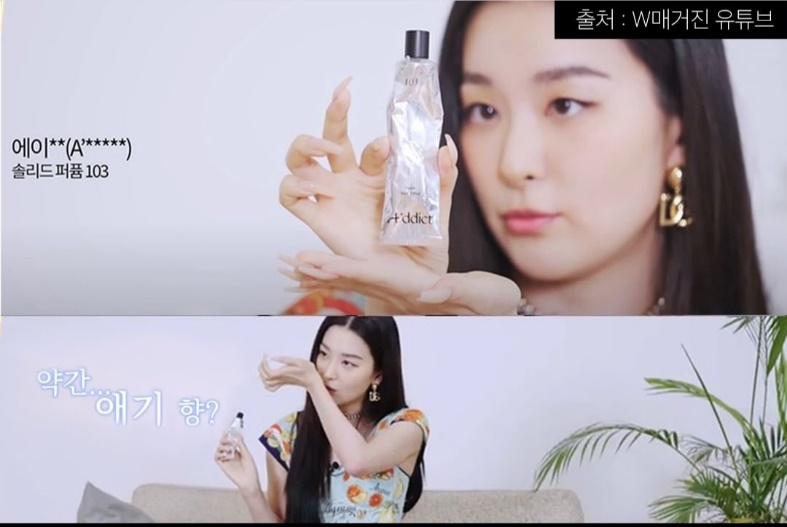 출처 : W매거진 유튜브
103
에이**(A'*****)
솔리드 퍼퓸 103
A'ddict
약간...
애기 향?